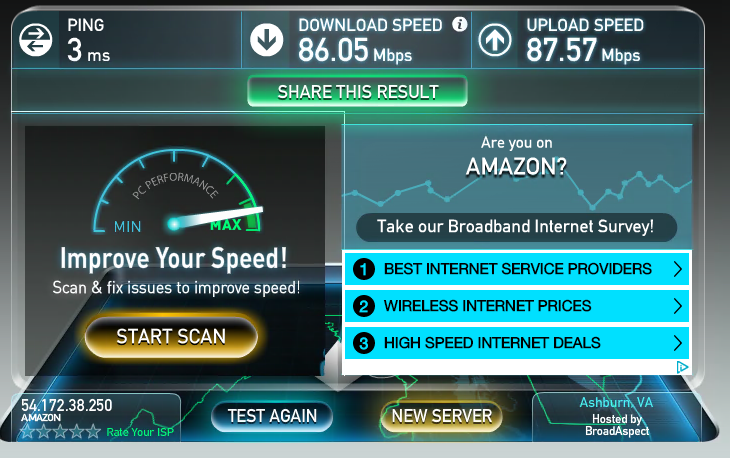 PING
3 ms
DOWNLOAD SPEED i
86.05 Mbps
UPLOAD SPEED
87.57 Mbps
SHARE THIS RESULT
PC PERFORMANCE
MIN
MAX
Improve Your Speed!
Scan & fix issues to improve speed!
START SCAN
Are you on
AMAZON?
Take our Broadband Internet Survey!
1 BEST INTERNET SERVICE PROVIDERS
2 WIRELESS INTERNET PRICES
3 HIGH SPEED INTERNET DEALS
54.172.38.250
AMAZON
Rate Your ISP
TEST AGAIN
NEW SERVER
Ashburn, VA
Hosted by
BroadAspect